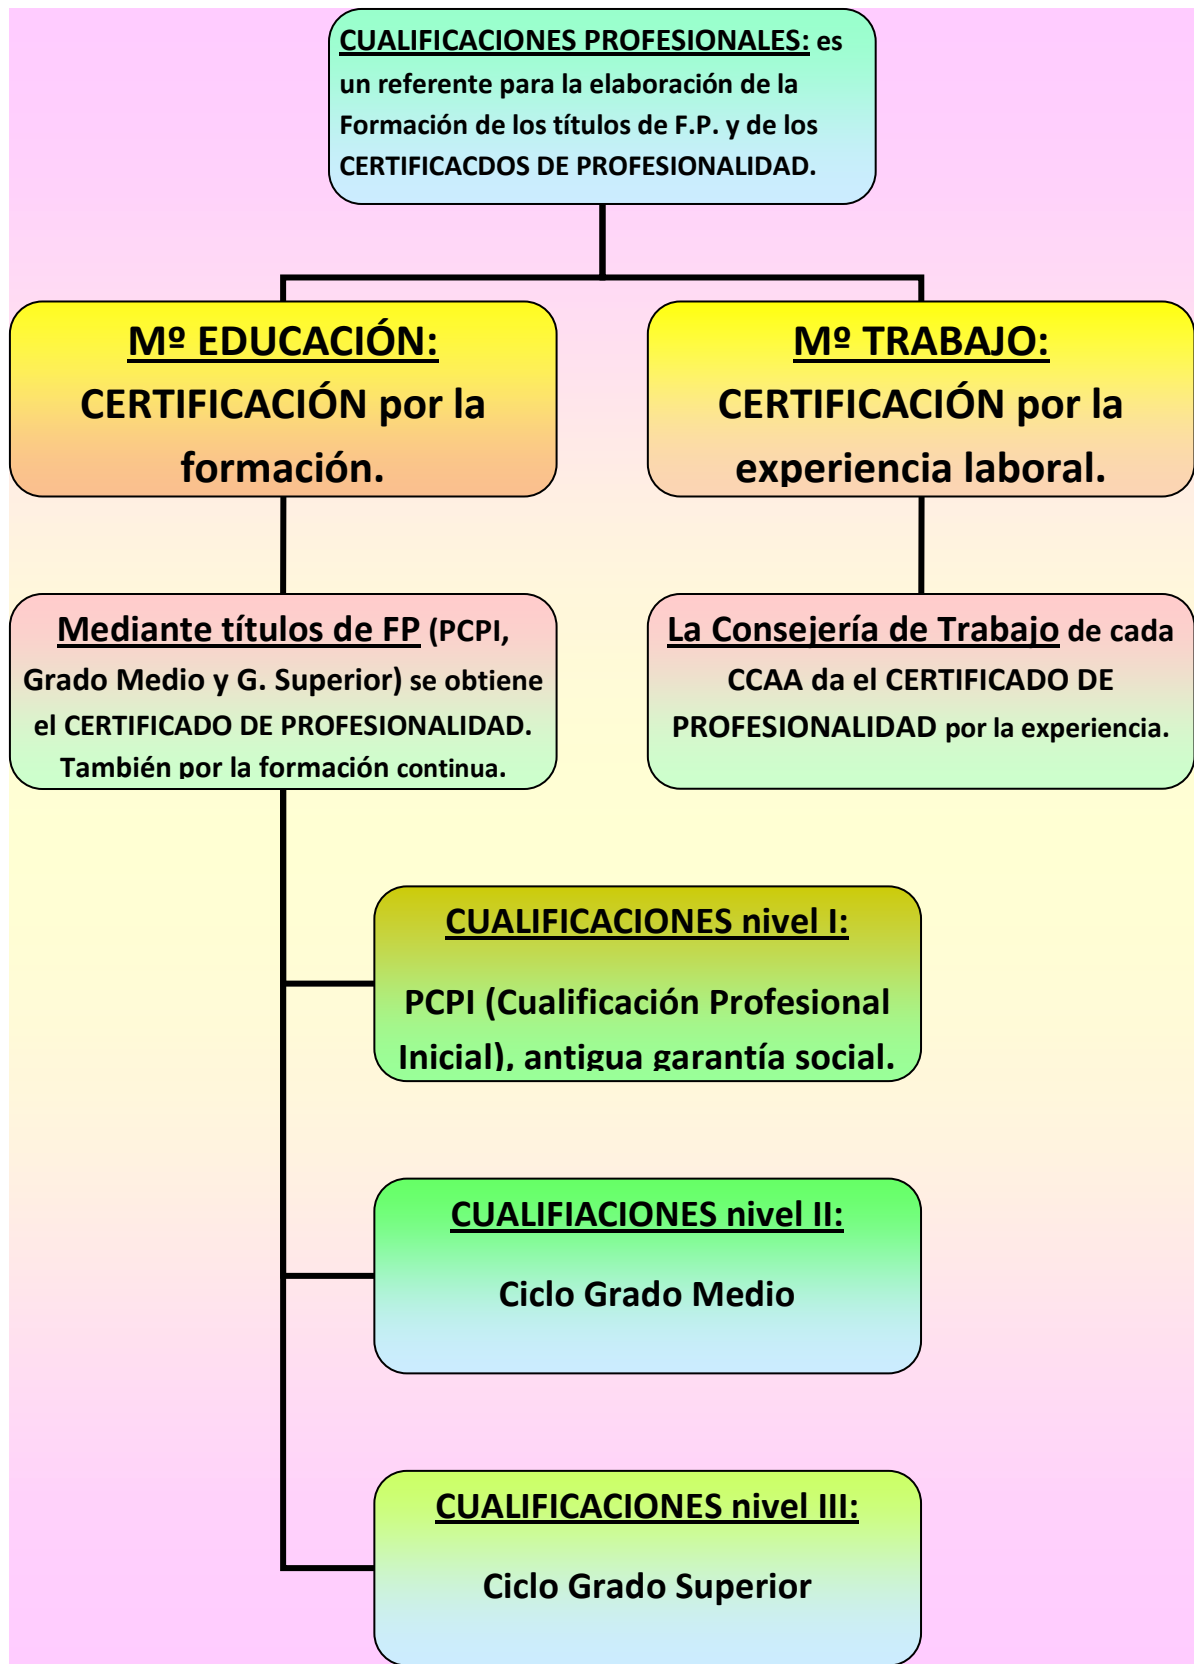 CUALIFICACIONES PROFESIONALES: es
un referente para la elaboración de la
Formación de los títulos de F.P. y de los
CERTIFICACDOS DE PROFESIONALIDAD.
Mº EDUCACIÓN:
CERTIFICACIÓN por la
formación.
Mº TRABAJO:
CERTIFICACIÓN por la
experiencia laboral.
Mediante títulos de FP (PCPI,
Grado Medio y G. Superior) se obtiene
el CERTIFICADO DE PROFESIONALIDAD.
También por la formación continua.
La Consejería de Trabajo de cada
CCAA da el CERTIFICADO DE
PROFESIONALIDAD por la experiencia.
CUALIFICACIONES nivel I:
PCPI (Cualificación Profesional
Inicial), antigua garantía social.
CUALIFIACIONES nivel II:
Ciclo Grado Medio
CUALIFICACIONES nivel III:
Ciclo Grado Superior